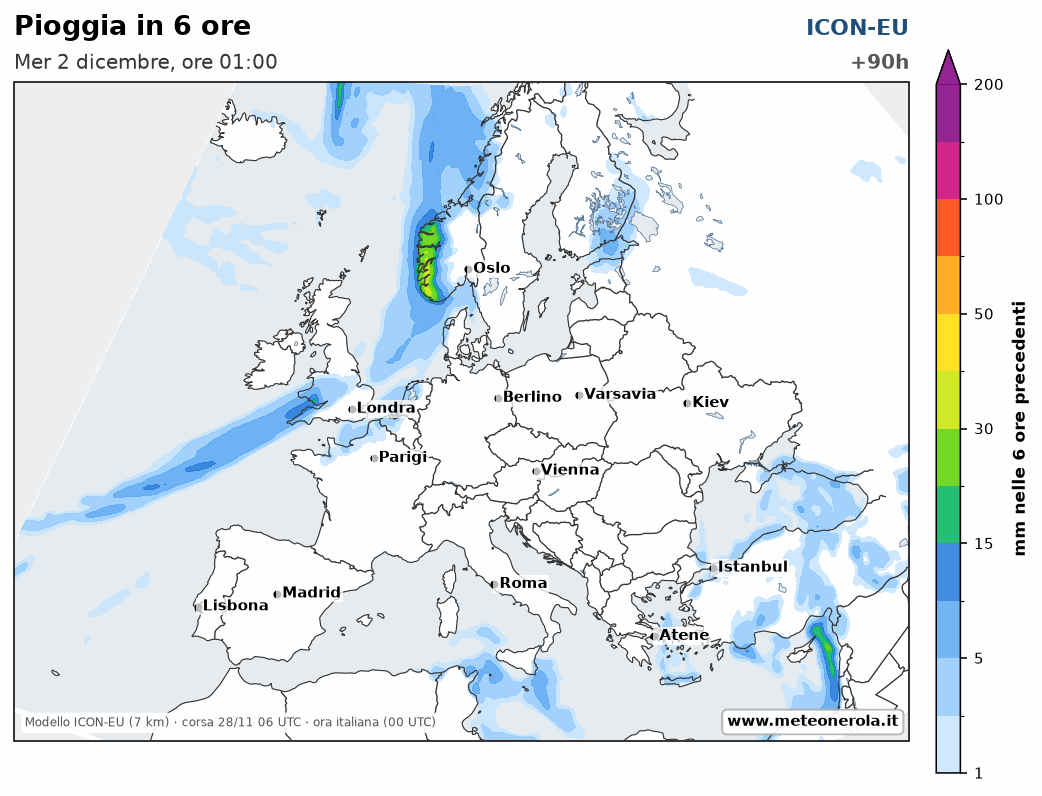 Pioggia in 6 ore
ICON-EU
Mer 2 dicembre, ore 01:00
+90h
200
100
50
30
15
5
1
mm nelle 6 ore precedenti
Oslo
Berlino
Varsavia
Kiev
Londra
Parigi
Vienna
Istanbul
Roma
Madrid
Lisbona
Atene
Modello ICON-EU (7 km) · corsa 28/11 06 UTC · ora italiana (00 UTC)
www.meteonerola.it